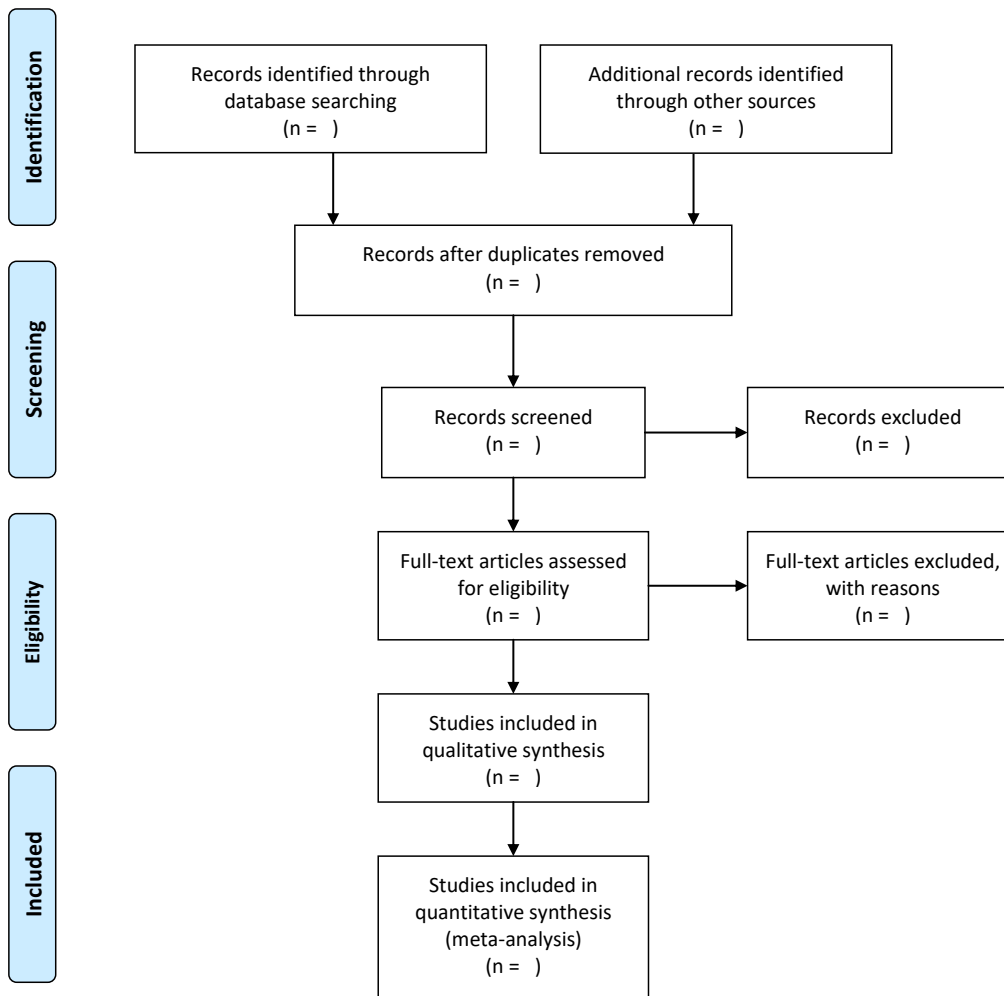 Identification
Records identified through
database searching
(n =   )
Additional records identified
through other sources
(n =   )
Records after duplicates removed
(n =   )
Screening
Records screened
(n =   )
Records excluded
(n =   )
Eligibility
Full-text articles assessed
for eligibility
(n =   )
Full-text articles excluded,
with reasons
(n =   )
Studies included in
qualitative synthesis
(n =   )
Included
Studies included in
quantitative synthesis
(meta-analysis)
(n =   )